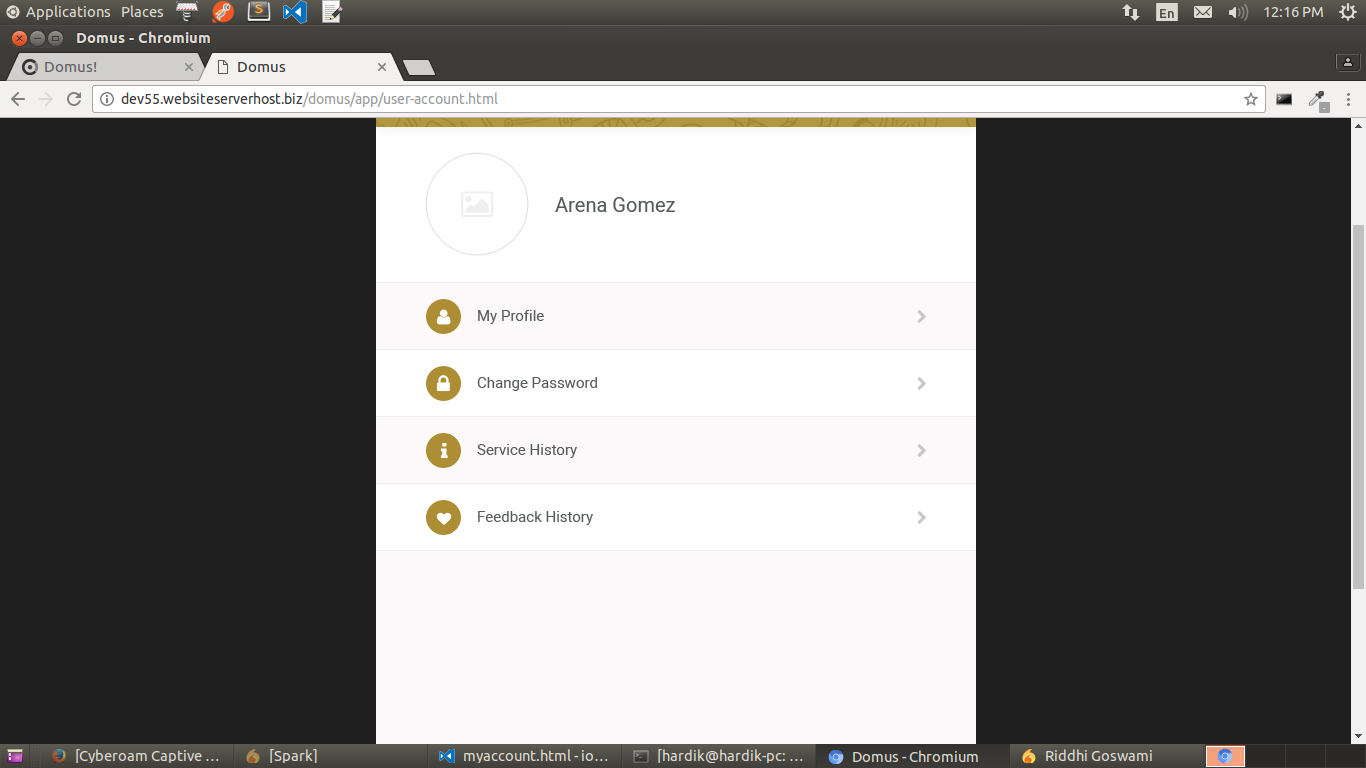 Applications Places En 12:16 PM
Domus - Chromium
Domus! Domus
dev55.websiteserverhost.biz/domus/app/user-account.html
Arena Gomez
My Profile
Change Password
Service History
Feedback History
[Cyberoam Captive ... [Spark] myaccount.html - io... [hardik@hardik-pc: ... Domus - Chromium Riddhi Goswami